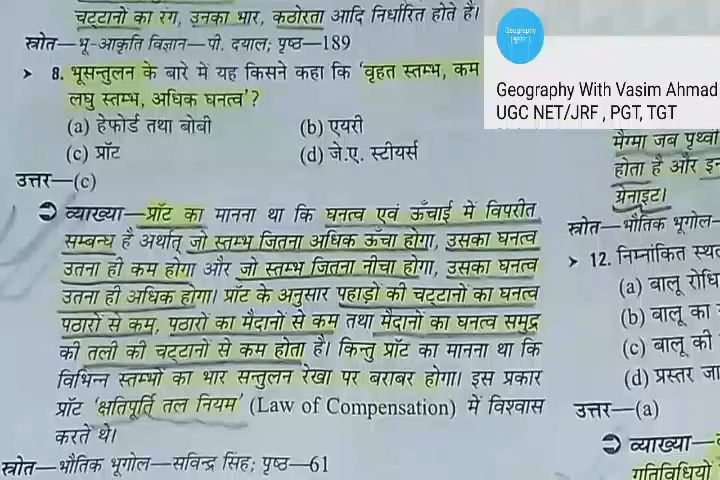 चट्टानों का रंग, उनका भार, कठोरता आदि निर्धारित होते हैं।
स्रोत—भू-आकृति विज्ञान—पी. दयाल; पृष्ठ—189
8. भूसन्तुलन के बारे में यह किसने कहा कि 'वृहत स्तम्भ, कम
लघु स्तम्भ, अधिक घनत्व'?
(a) हेफोर्ड तथा बोबी
(b) एयरी
(c) प्रॉट
(d) जे.ए. स्टीयर्स
उत्तर—(c)
व्याख्या—प्रॉट का मानना था कि घनत्व एवं ऊँचाई में विपरीत
सम्बन्ध है अर्थात् जो स्तम्भ जितना अधिक ऊँचा होगा, उसका घनत्व
उतना ही कम होगा और जो स्तम्भ जितना नीचा होगा, उसका घनत्व
उतना ही अधिक होगा। प्रॉट के अनुसार पहाड़ों की चट्टानों का घनत्व
पठारों से कम, पठारों का मैदानों से कम तथा मैदानों का घनत्व समुद्र
की तली की चट्टानों से कम होता है। किन्तु प्रॉट का मानना था कि
विभिन्न स्तम्भों का भार सन्तुलन रेखा पर बराबर होगा। इस प्रकार
प्रॉट 'क्षतिपूर्ति तल नियम' (Law of Compensation) में विश्वास
करते थे।
स्रोत—भौतिक भूगोल—सविन्द्र सिंह; पृष्ठ—61
Geography
Geography With Vasim Ahmad
UGC NET/JRF , PGT, TGT
मैग्मा जब पृथ्वी
होता है और इन
ग्रेनाइट।
स्रोत—भौतिक भूगोल—
12. निम्नांकित
(a) बालू रोधि
(b) बालू का
(c) बालू की
(d) प्रस्तर जा
उत्तर—(a)
व्याख्या—
गतिविधियो